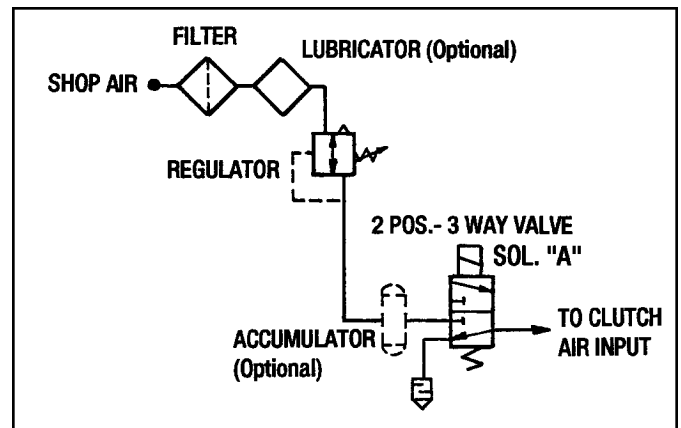 FILTER
LUBRICATOR (Optional)
SHOP AIR
REGULATOR
2 POS.- 3 WAY VALVE
SOL. "A"
TO CLUTCH
AIR INPUT
ACCUMULATOR
(Optional)